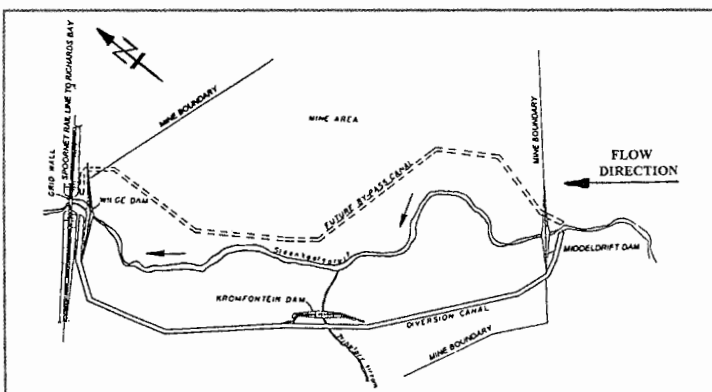 N
SPOORNET RAIL LINE TO RICHARDS BAY
GRID WALL
MINE BOUNDARY
MINE AREA
MINE BOUNDARY
FLOW
DIRECTION
FUTURE BY-PASS CANAL
WILGE DAM
MIDDELDRIFT DAM
KROMFONTEIN DAM
DIVERSION CANAL
MINE BOUNDARY